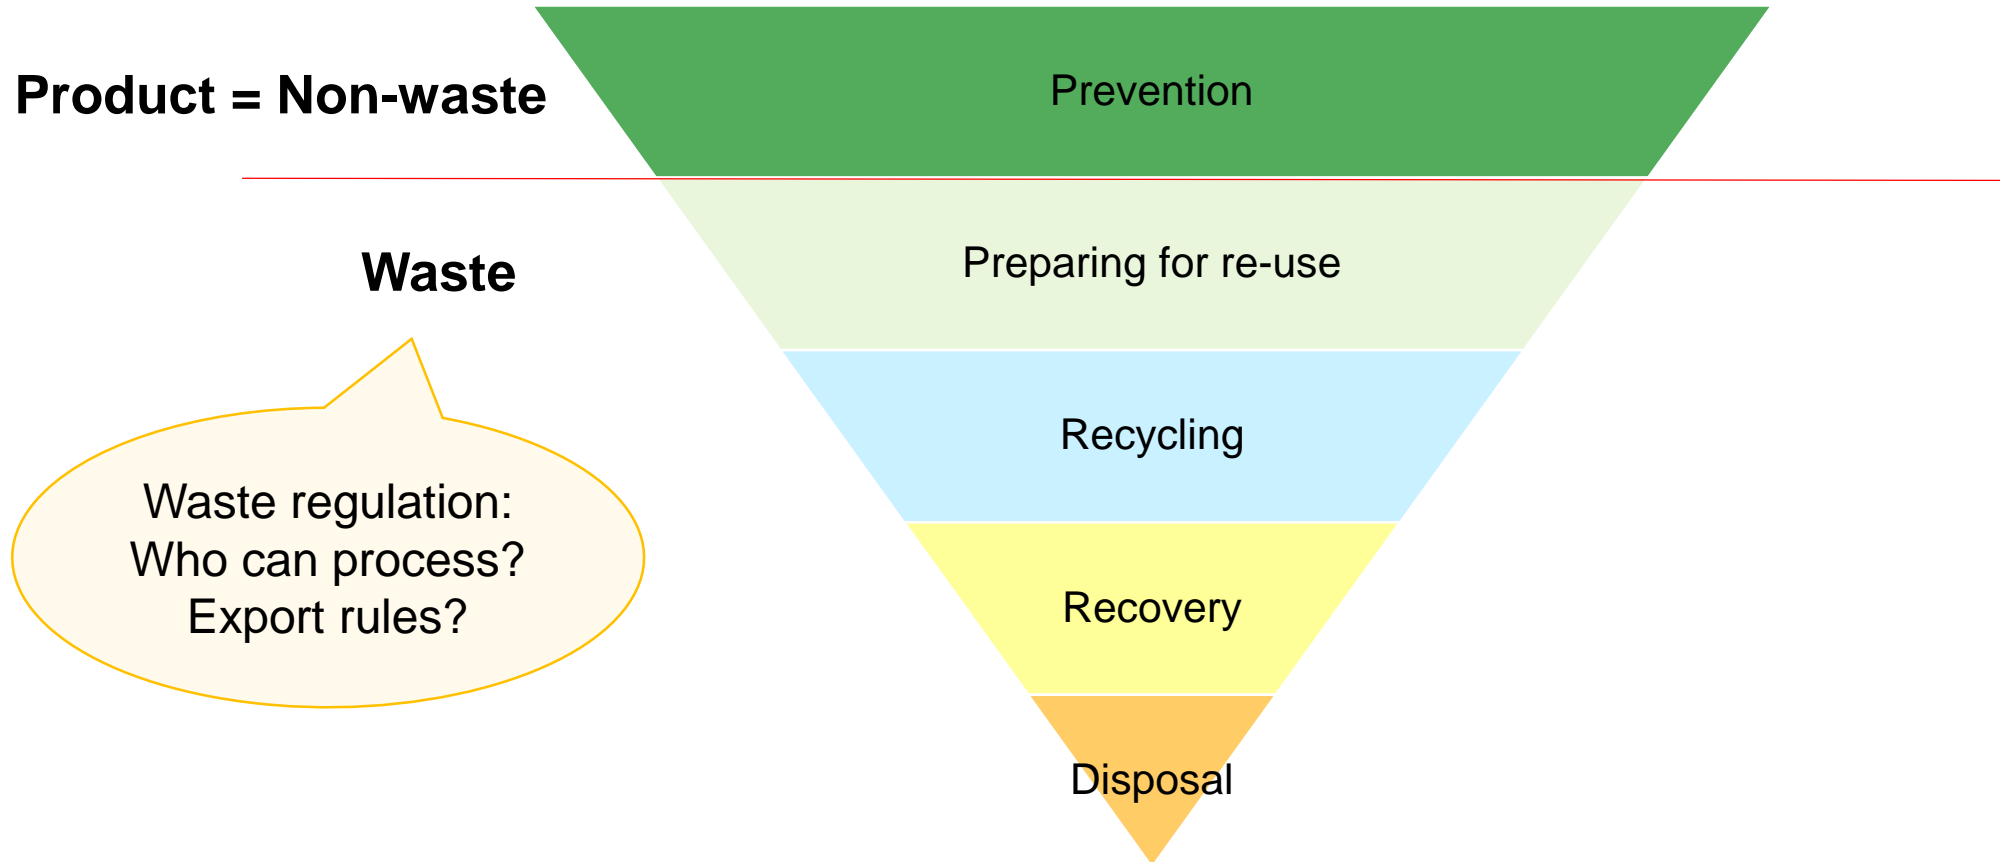 Product = Non-waste
Prevention
Waste
Preparing for re-use
Recycling
Waste regulation:
Who can process?
Export rules?
Recovery
Disposal